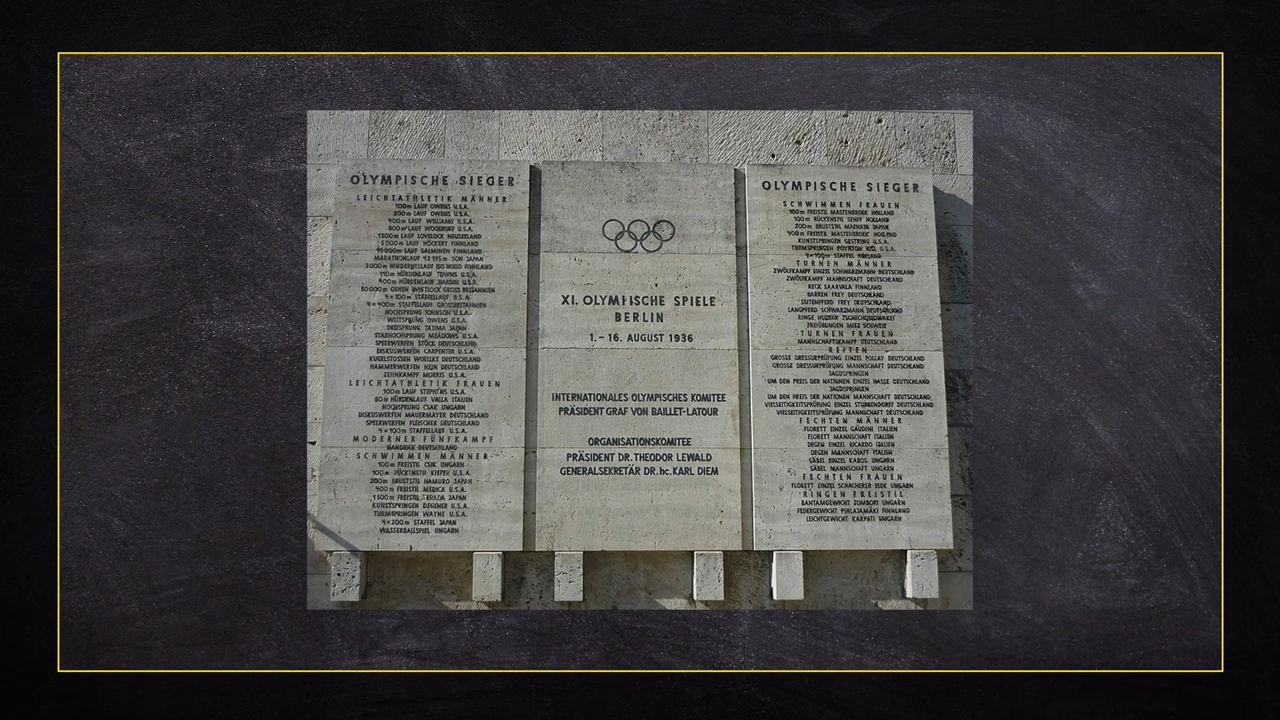 OLYMPISCHE SIEGER
LEICHTATHLETIK MÄNNER
100m LAUF OWENS U.S.A.
200m LAUF OWENS U.S.A.
400m LAUF WILLIAMS U.S.A.
800m LAUF WOODRUFF U.S.A.
1500m LAUF LOVELOCK NEUSEELAND
5000m LAUF HÖCKERT FINNLAND
10000m LAUF SALMINEN FINNLAND
MARATHONLAUF 42195m SON JAPAN
3000m HINDERNISLAUF ISO HOLLO FINNLAND
110m HÜRDENLAUF TOWNS U.S.A.
400m HÜRDENLAUF HARDIN U.S.A.
50000m GEHEN WHITLOCK GROSS BRITANNIEN
4×100m STAFFELLAUF U.S.A.
4×400m STAFFELLAUF GROSSBRITANNIEN
HOCHSPRUNG JOHNSON U.S.A.
WEITSPRUNG OWENS U.S.A.
DREISPRUNG TAJIMA JAPAN
STABHOCHSPRUNG MEADOWS U.S.A.
SPEERWERFEN STÖCK DEUTSCHLAND
DISKUSWERFEN CARPENTER U.S.A.
KUGELSTOSSEN WOELLKE DEUTSCHLAND
HAMMERWERFEN HEIN DEUTSCHLAND
ZEHNKAMPF MORRIS U.S.A.
LEICHTATHLETIK FRAUEN
100m LAUF STEPHENS U.S.A.
80m HÜRDENLAUF VALLA ITALIEN
HOCHSPRUNG CSAK UNGARN
DISKUSWERFEN MAUERMAYER DEUTSCHLAND
SPEERWERFEN FLEISCHER DEUTSCHLAND
4×100m STAFFELLAUF U.S.A.
MODERNER FÜNFKAMPF
HANDRICK DEUTSCHLAND
SCHWIMMEN MÄNNER
100m FREISTIL CSIK UNGARN
100m RÜCKENSTIL KIEFER U.S.A.
200m BRUSTSTIL HAMURO JAPAN
400m FREISTIL MEDICA U.S.A.
1500m FREISTIL TERADA JAPAN
KUNSTSPRINGEN DEGENER U.S.A.
TURMSPRINGEN WAYNE U.S.A.
4×200m STAFFEL JAPAN
WASSERBALLSPIEL UNGARN
XI. OLYMPISCHE SPIELE
BERLIN
1.-16. AUGUST 1936
INTERNATIONALES OLYMPISCHES KOMITEE
PRÄSIDENT GRAF VON BAILLET-LATOUR
ORGANISATIONSKOMITEE
PRÄSIDENT DR. THEODOR LEWALD
GENERALSEKRETÄR DR. hc. KARL DIEM
OLYMPISCHE SIEGER
SCHWIMMEN FRAUEN
100m FREISTIL MASTENBROEK HOLLAND
100m RÜCKENSTIL SENFF HOLLAND
200m BRUSTSTIL MAEHATA JAPAN
400m FREISTIL MASTENBROEK HOLLAND
KUNSTSPRINGEN GESTRING U.S.A.
TURMSPRINGEN POYNTON HILL U.S.A.
4×100m STAFFEL HOLLAND
TURNEN MÄNNER
ZWÖLFKAMPF EINZEL SCHWARZMANN DEUTSCHLAND
ZWÖLFKAMPF MANNSCHAFT DEUTSCHLAND
RECK SAARVALA FINNLAND
BARREN FREY DEUTSCHLAND
SEITENPFERD FREY DEUTSCHLAND
LANGPFERD SCHWARZMANN DEUTSCHLAND
RINGE HUDEC TSCHECHOSLOWAKEI
FREIÜBUNGEN MIEZ SCHWEIZ
TURNEN FRAUEN
MANNSCHAFTSKAMPF DEUTSCHLAND
REITEN
GROSSE DRESSURPRÜFUNG EINZEL POLLAY DEUTSCHLAND
GROSSE DRESSURPRÜFUNG MANNSCHAFT DEUTSCHLAND
JAGDSPRINGEN
UM DEN PREIS DER NATIONEN EINZEL HASSE DEUTSCHLAND
JAGDSPRINGEN
UM DEN PREIS DER NATIONEN MANNSCHAFT DEUTSCHLAND
VIELSEITIGKEITSPRÜFUNG EINZEL STUBBENDORFF DEUTSCHLAND
VIELSEITIGKEITSPRÜFUNG MANNSCHAFT DEUTSCHLAND
FECHTEN MÄNNER
FLORETT EINZEL GAUDINI ITALIEN
FLORETT MANNSCHAFT ITALIEN
DEGEN EINZEL RICARDO ITALIEN
DEGEN MANNSCHAFT ITALIEN
SÄBEL EINZEL KABOS UNGARN
SÄBEL MANNSCHAFT UNGARN
FECHTEN FRAUEN
FLORETT EINZEL SCHACHERER ELEK UNGARN
RINGEN FREISTIL
BANTAMGEWICHT ZOMBORI UNGARN
FEDERGEWICHT PIHLAJAMÄKI FINNLAND
LEICHTGEWICHT KARPATI UNGARN